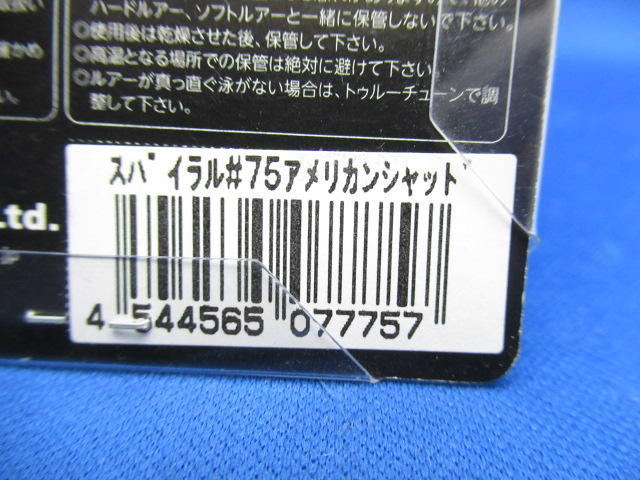 ハードルアー、ソフトルアーと一緒に保管しないで下さい。
◎使用後は乾燥させた後、保管して下さい。
◎高温となる場所での保管は絶対に避けて下さい。
◎ルアーが真っ直ぐ泳がない場合は、トゥルーチューンで調
整して下さい。
確かめ
Ltd.
スパイラル#75アメリカンシャッド
4 544565 077757